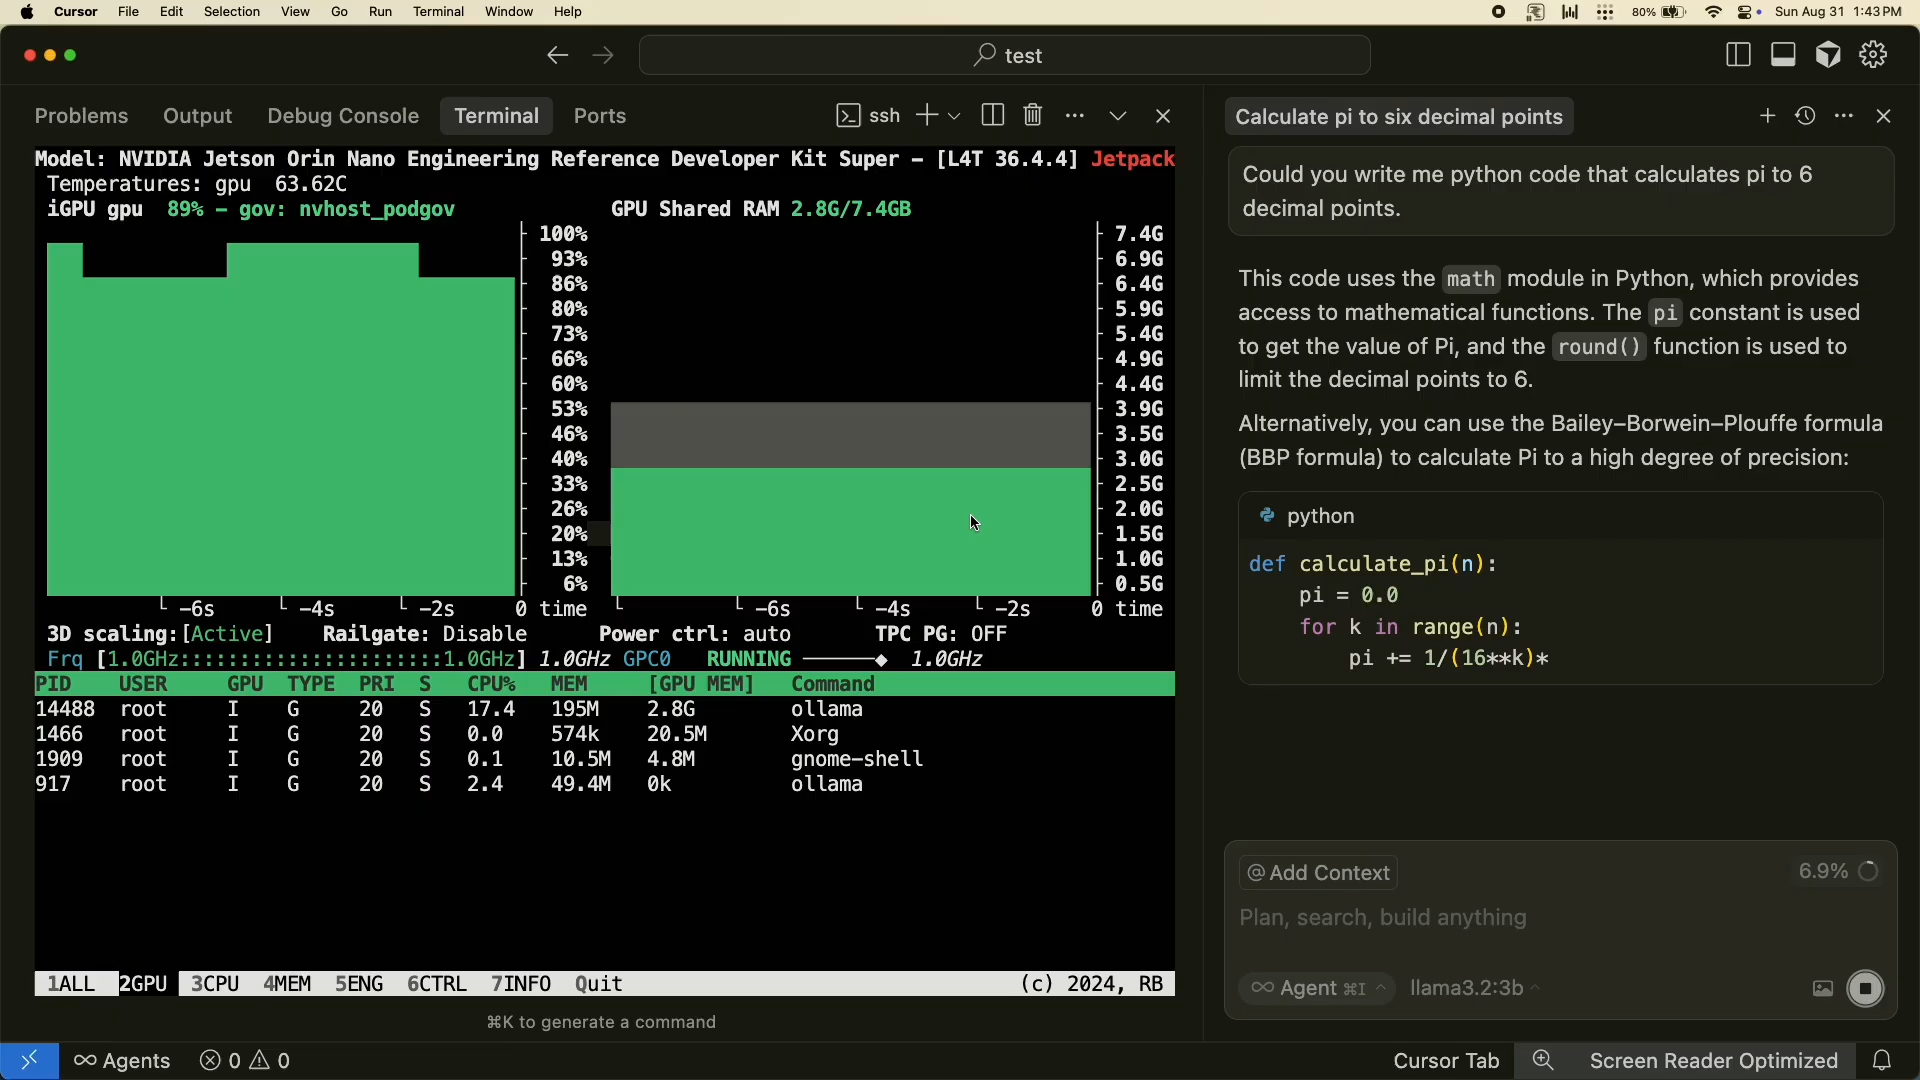 Cursor File Edit Selection View Go Run Terminal Window Help 80% Sun Aug 31 1:43 PM
test
Problems Output Debug Console Terminal Ports ssh
Model: NVIDIA Jetson Orin Nano Engineering Reference Developer Kit Super – [L4T 36.4.4] Jetpack
Temperatures: gpu 63.62C
iGPU gpu 89% – gov: nvhost_podgov GPU Shared RAM 2.8G/7.4GB
100% 7.4G
93% 6.9G
86% 6.4G
80% 5.9G
73% 5.4G
66% 4.9G
60% 4.4G
53% 3.9G
46% 3.5G
40% 3.0G
33% 2.5G
26% 2.0G
20% 1.5G
13% 1.0G
6% 0.5G
-6s -4s -2s 0 time -6s -4s -2s 0 time
3D scaling:[Active] Railgate: Disable Power ctrl: auto TPC PG: OFF
Frq [1.0GHz::::::::::::::::::::::1.0GHz] 1.0GHz GPC0 RUNNING 1.0GHz
PID USER GPU TYPE PRI S CPU% MEM [GPU MEM] Command
14488 root I G 20 S 17.4 195M 2.8G ollama
1466 root I G 20 S 0.0 574k 20.5M Xorg
1909 root I G 20 S 0.1 10.5M 4.8M gnome-shell
917 root I G 20 S 2.4 49.4M 0k ollama
1ALL 2GPU 3CPU 4MEM 5ENG 6CTRL 7INFO Quit (c) 2024, RB
⌘K to generate a command
Calculate pi to six decimal points
Could you write me python code that calculates pi to 6
decimal points.
This code uses the math module in Python, which provides
access to mathematical functions. The pi constant is used
to get the value of Pi, and the round() function is used to
limit the decimal points to 6.
Alternatively, you can use the Bailey–Borwein–Plouffe formula
(BBP formula) to calculate Pi to a high degree of precision:
python
def calculate_pi(n):
pi = 0.0
for k in range(n):
pi += 1/(16**k)*
@ Add Context 6.9%
Plan, search, build anything
∞ Agent ⌘I llama3.2:3b
∞ Agents 0 0 Cursor Tab Screen Reader Optimized